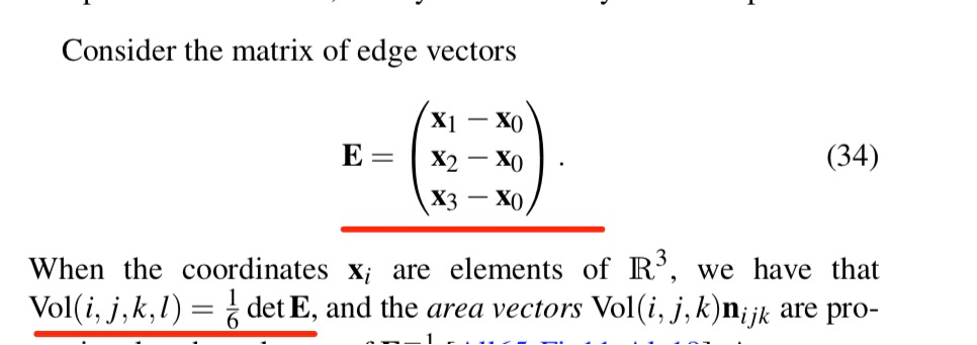 Consider the matrix of edge vectors
E = ( x₁ − x₀
x₂ − x₀
x₃ − x₀ ) . (34)
When the coordinates xᵢ are elements of ℝ³, we have that
Vol(i, j, k, l) = 1/6 det E, and the area vectors Vol(i, j, k)nᵢⱼₖ are pro-